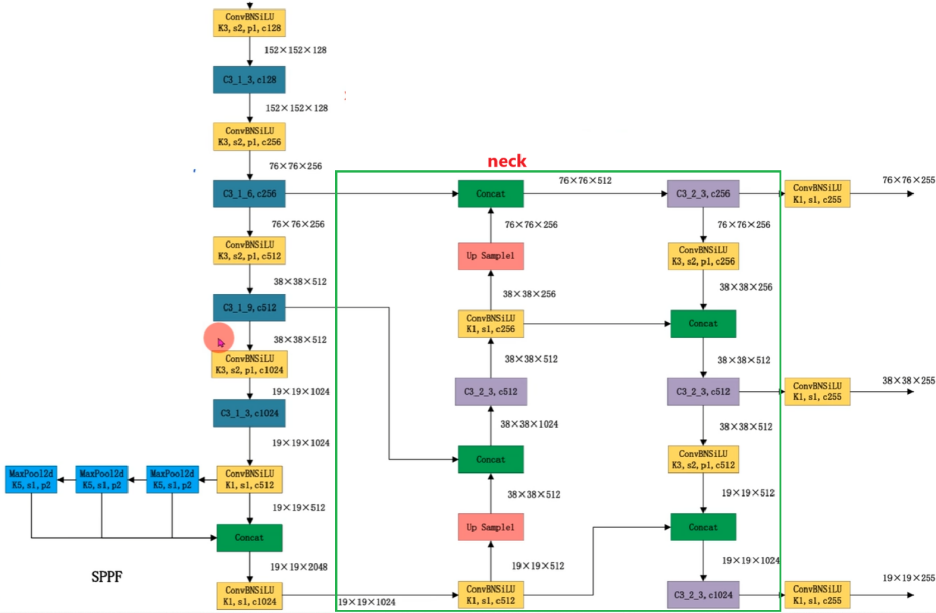 ConvBNSiLU
K3, s2, p1, c128
152×152×128
C3_1_3, c128
152×152×128
ConvBNSiLU
K3, s2, p1, c256
76×76×256
C3_1_6, c256
76×76×256
ConvBNSiLU
K3, s2, p1, c512
38×38×512
C3_1_9, c512
38×38×512
ConvBNSiLU
K3, s2, p1, c1024
19×19×1024
C3_1_3, c1024
19×19×1024
MaxPool2d
K5, s1, p2
MaxPool2d
K5, s1, p2
MaxPool2d
K5, s1, p2
ConvBNSiLU
K1, s1, c512
19×19×512
Concat
SPPF
19×19×2048
ConvBNSiLU
K1, s1, c1024
19×19×1024
neck
Concat
76×76×512
76×76×256
Up Sample1
38×38×256
ConvBNSiLU
K1, s1, c256
38×38×512
C3_2_3, c512
38×38×1024
Concat
38×38×512
Up Sample1
19×19×512
ConvBNSiLU
K1, s1, c512
C3_2_3, c256
76×76×256
ConvBNSiLU
K3, s2, p1, c256
38×38×256
Concat
38×38×512
C3_2_3, c512
38×38×512
ConvBNSiLU
K3, s2, p1, c512
19×19×512
Concat
19×19×1024
C3_2_3, c1024
ConvBNSiLU
K1, s1, c255
76×76×255
ConvBNSiLU
K1, s1, c255
38×38×255
ConvBNSiLU
K1, s1, c255
19×19×255